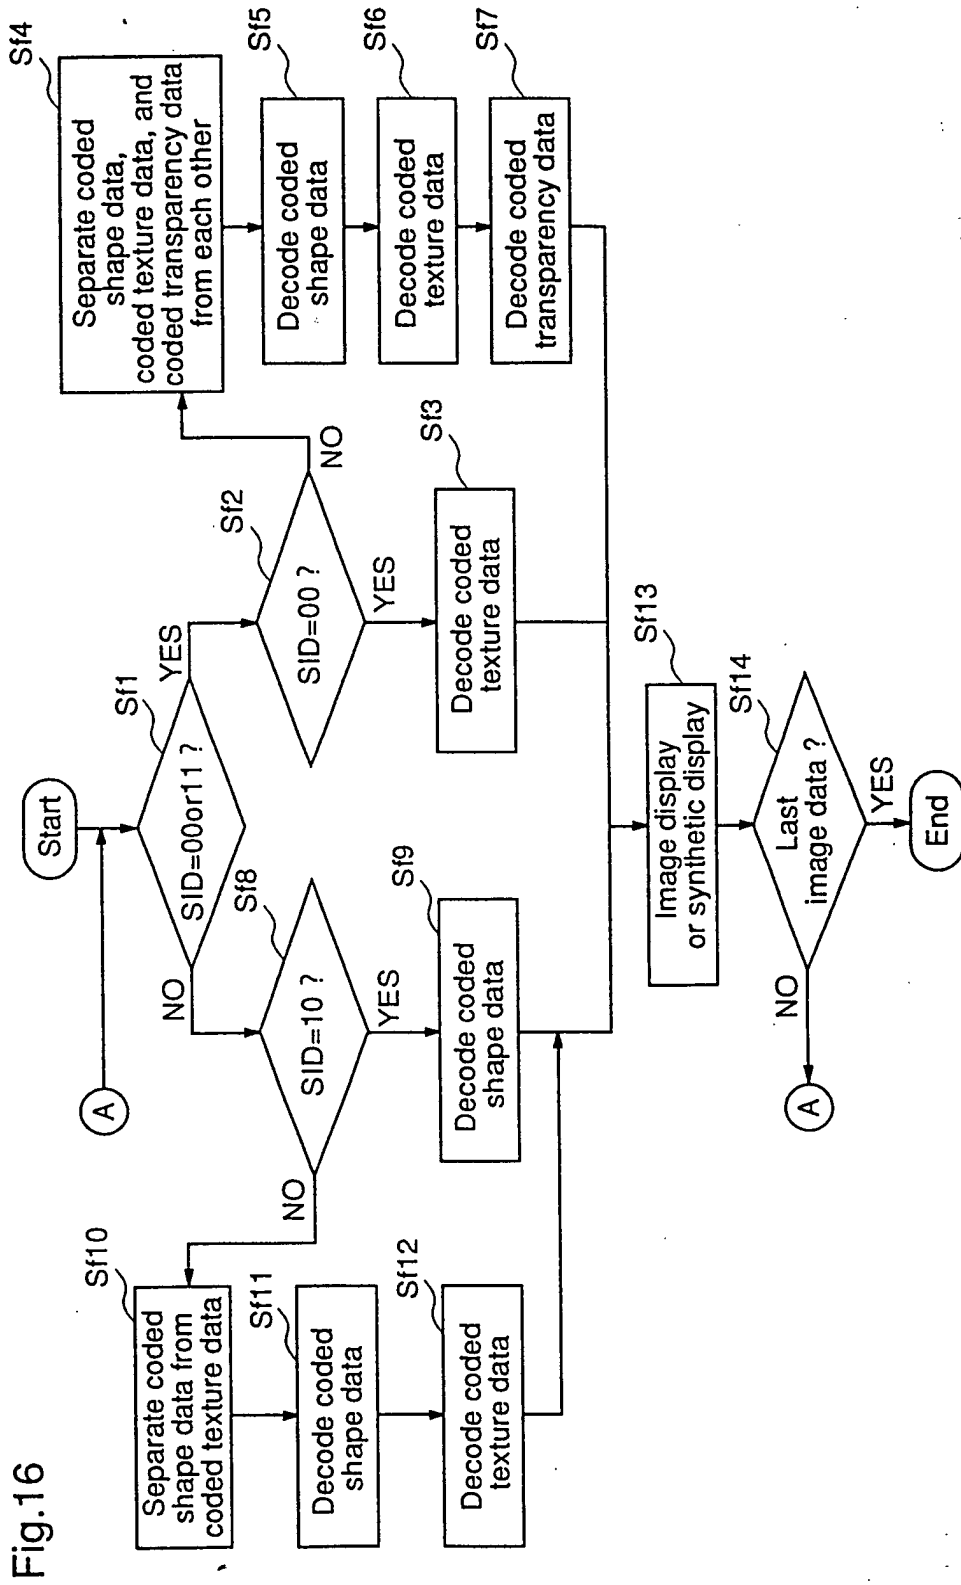 Fig.16
Start
A
Sf1
SID=00or11 ?
YES
NO
Sf2
SID=00 ?
NO
YES
Sf3
Decode coded
texture data
Sf4
Separate coded
shape data,
coded texture data, and
coded transparency data
from each other
Sf5
Decode coded
shape data
Sf6
Decode coded
texture data
Sf7
Decode coded
transparency data
Sf8
SID=10 ?
YES
NO
Sf9
Decode coded
shape data
Sf10
Separate coded
shape data from
coded texture data
Sf11
Decode coded
shape data
Sf12
Decode coded
texture data
Sf13
Image display
or synthetic display
Sf14
Last
image data ?
NO
YES
A
End